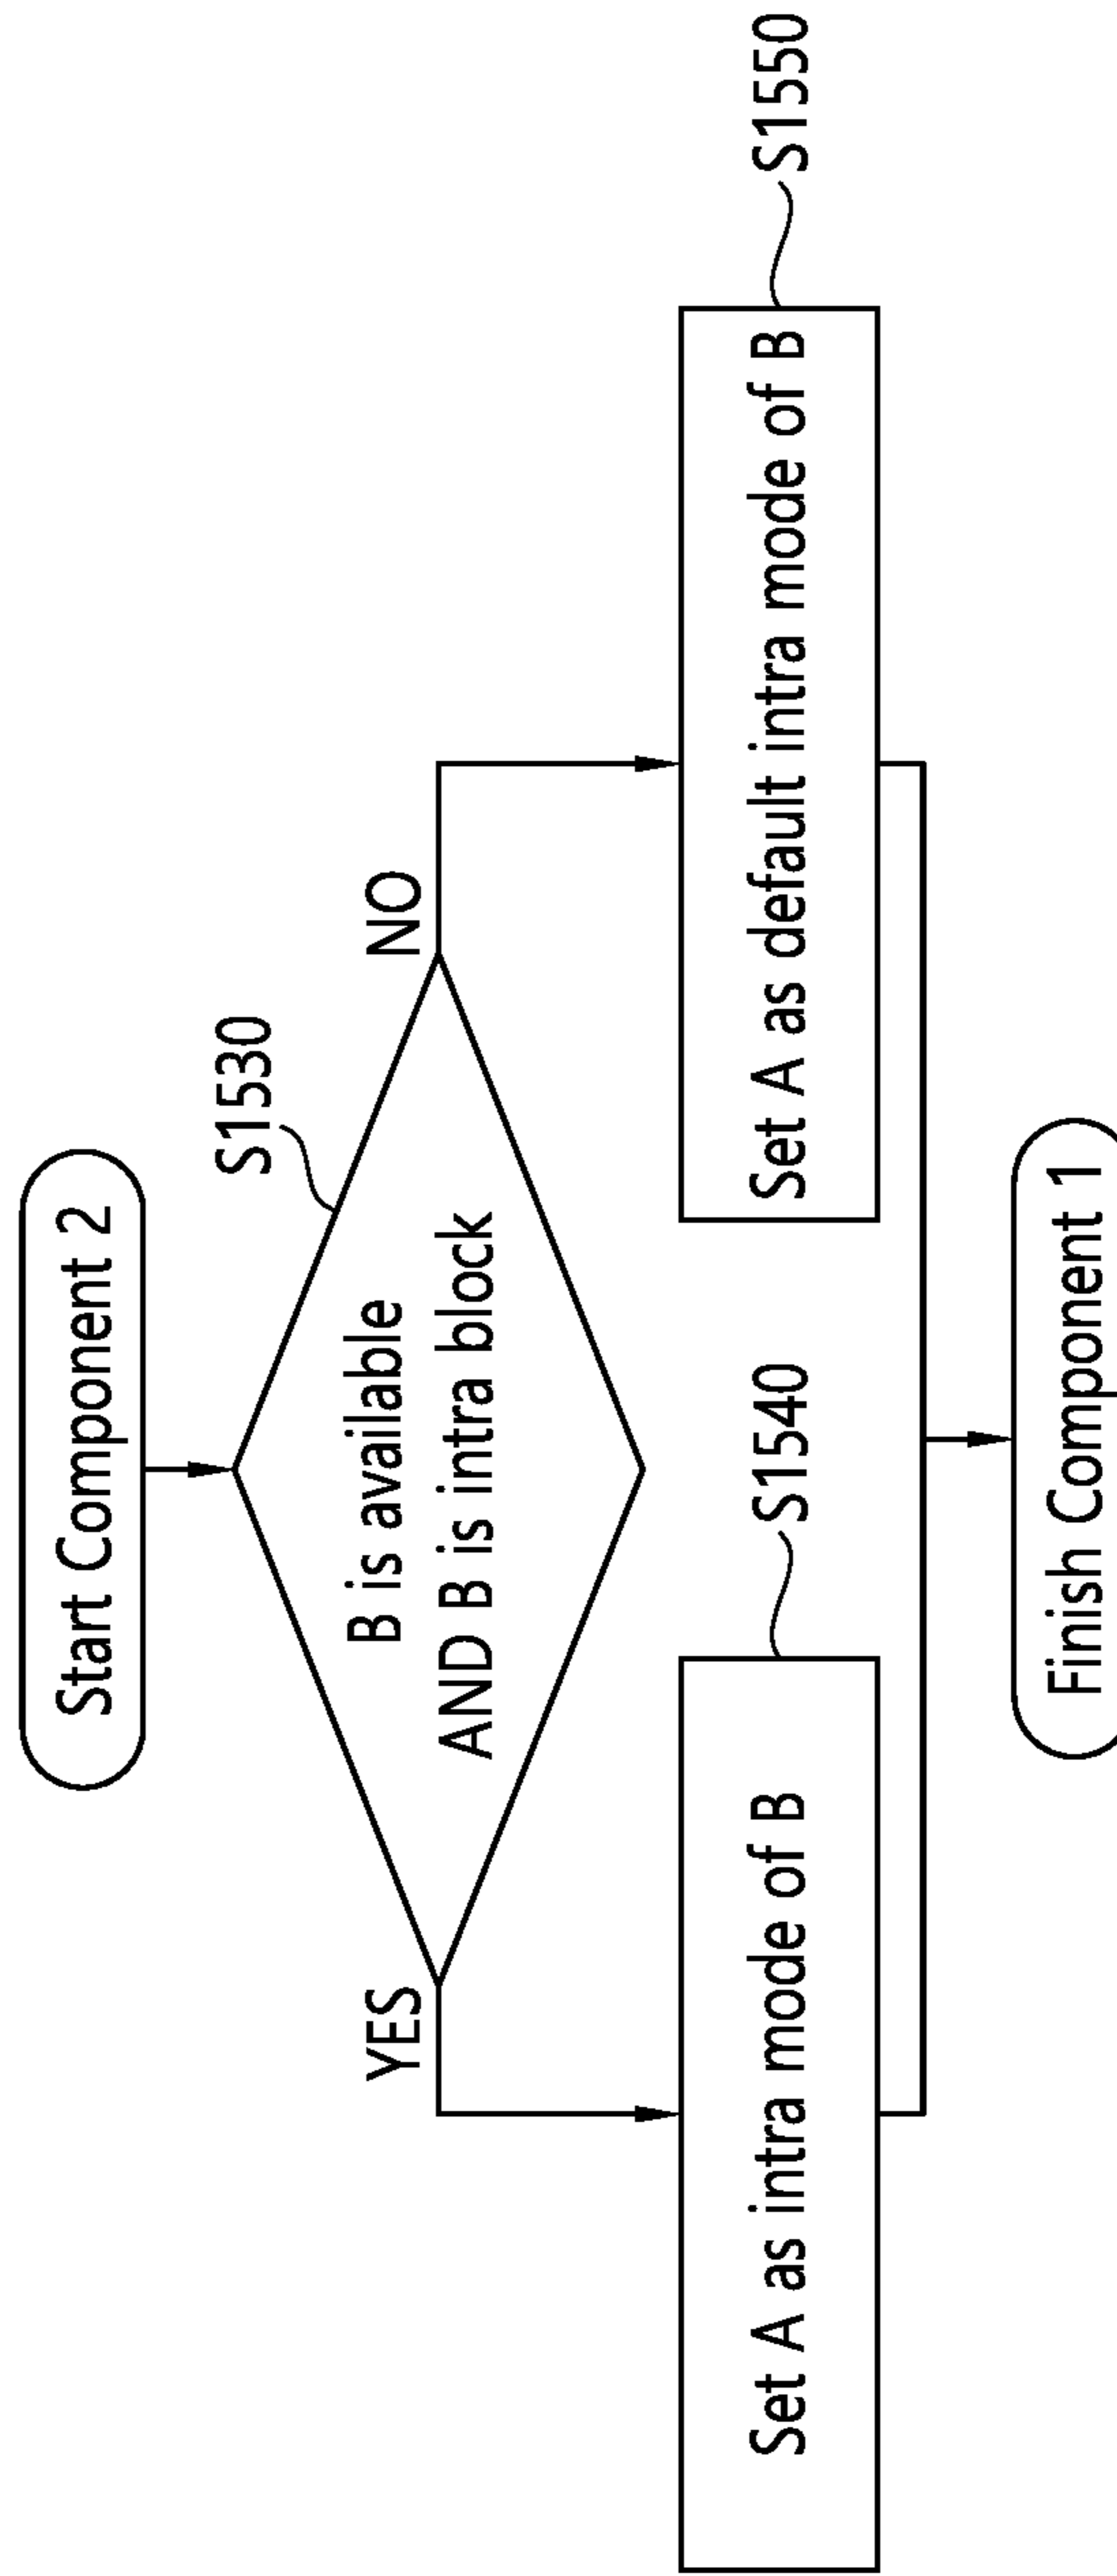 Start Component 2
S1530
B is available
AND B is intra block
YES
NO
S1540
S1550
Set A as intra mode of B
Set A as default intra mode of B
Finish Component 1